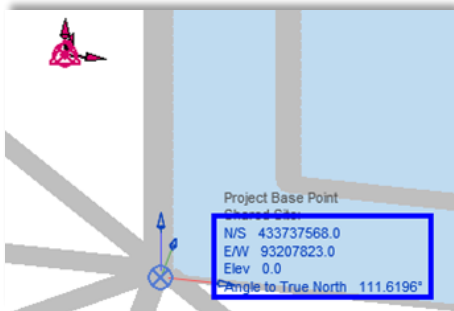 Project Base Point
Shared Site:
N/S 433737568.0
E/W 93207823.0
Elev 0.0
Angle to True North 111.6196°